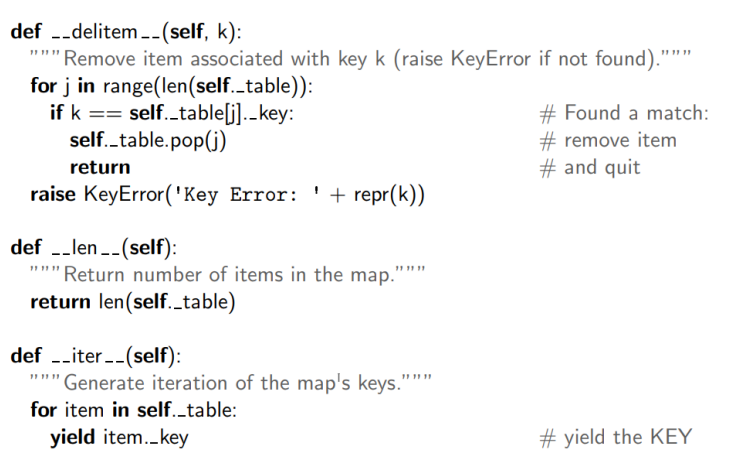 def __delitem__(self, k):
"""Remove item associated with key k (raise KeyError if not found)."""
for j in range(len(self._table)):
if k == self._table[j]._key: # Found a match:
self._table.pop(j) # remove item
return # and quit
raise KeyError('Key Error: ' + repr(k))
def __len__(self):
"""Return number of items in the map."""
return len(self._table)
def __iter__(self):
"""Generate iteration of the map's keys."""
for item in self._table:
yield item._key # yield the KEY